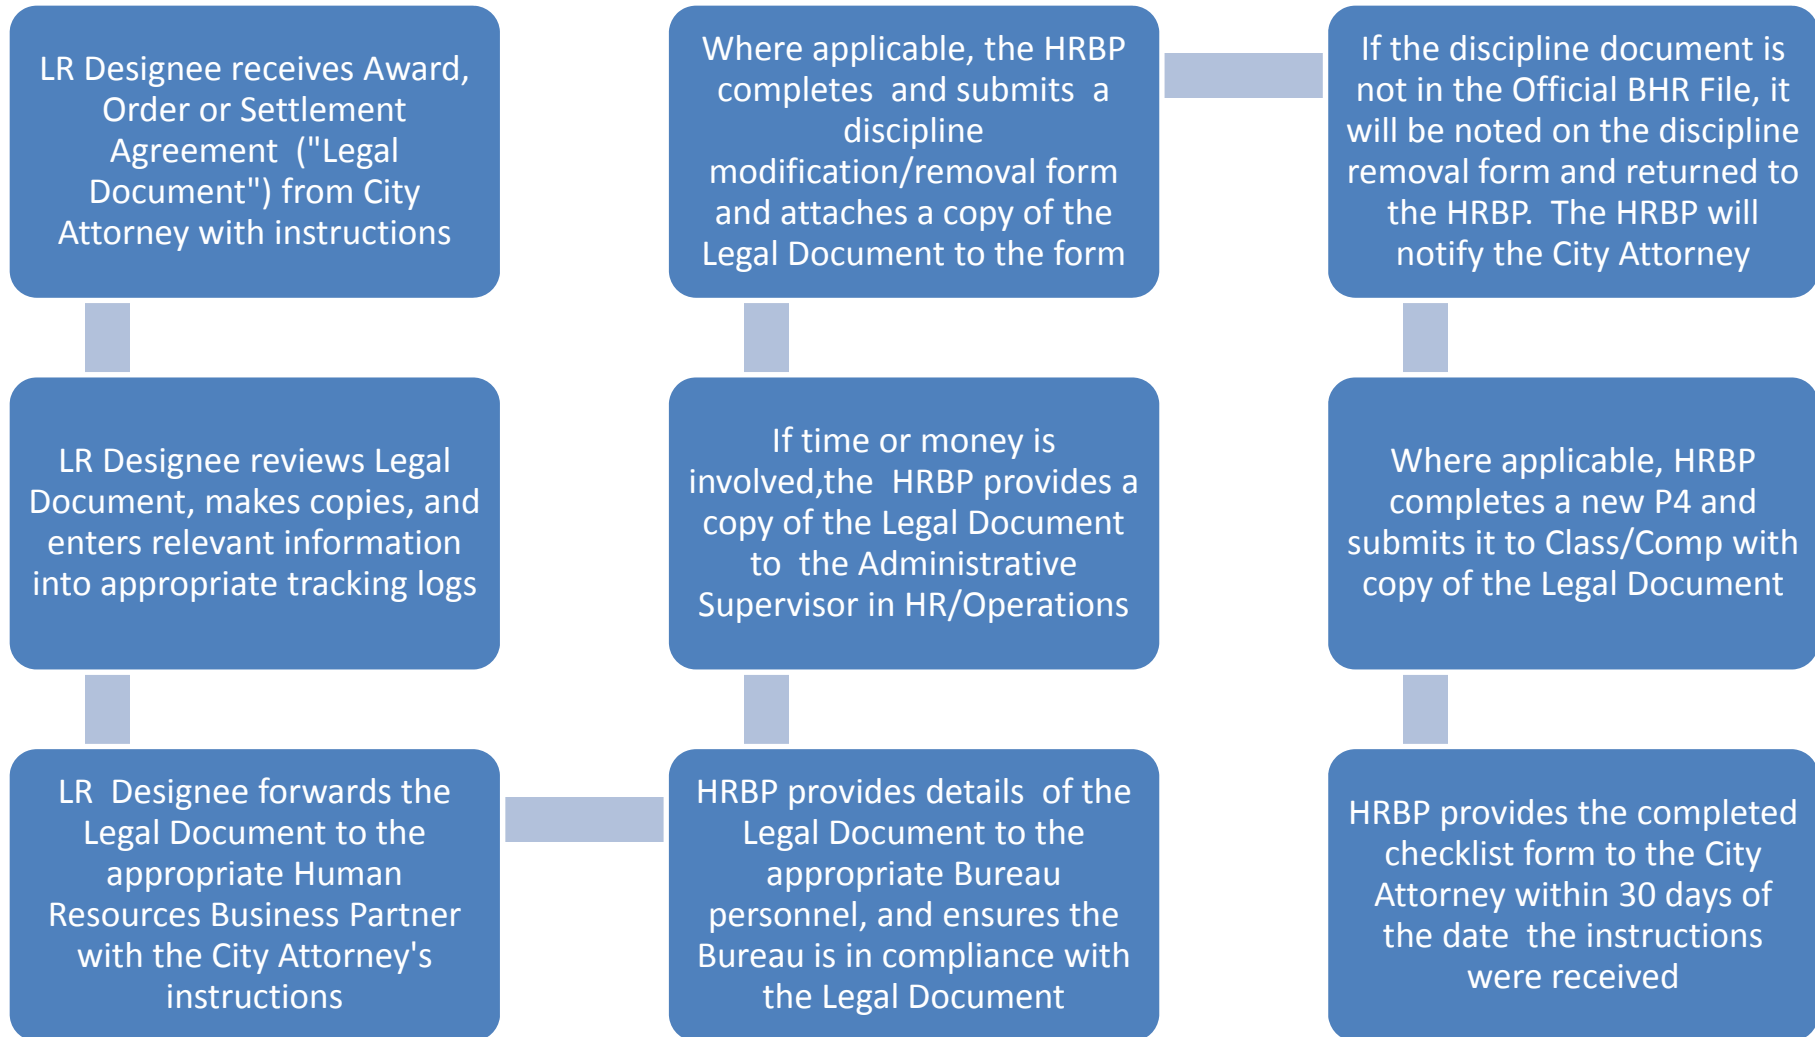 LR Designee receives Award,
Order or Settlement
Agreement ("Legal
Document") from City
Attorney with instructions
LR Designee reviews Legal
Document, makes copies, and
enters relevant information
into appropriate tracking logs
LR Designee forwards the
Legal Document to the
appropriate Human
Resources Business Partner
with the City Attorney's
instructions
HRBP provides details of the
Legal Document to the
appropriate Bureau
personnel, and ensures the
Bureau is in compliance with
the Legal Document
If time or money is
involved,the HRBP provides a
copy of the Legal Document
to the Administrative
Supervisor in HR/Operations
Where applicable, the HRBP
completes and submits a
discipline
modification/removal form
and attaches a copy of the
Legal Document to the form
If the discipline document is
not in the Official BHR File, it
will be noted on the discipline
removal form and returned to
the HRBP. The HRBP will
notify the City Attorney
Where applicable, HRBP
completes a new P4 and
submits it to Class/Comp with
copy of the Legal Document
HRBP provides the completed
checklist form to the City
Attorney within 30 days of
the date the instructions
were received